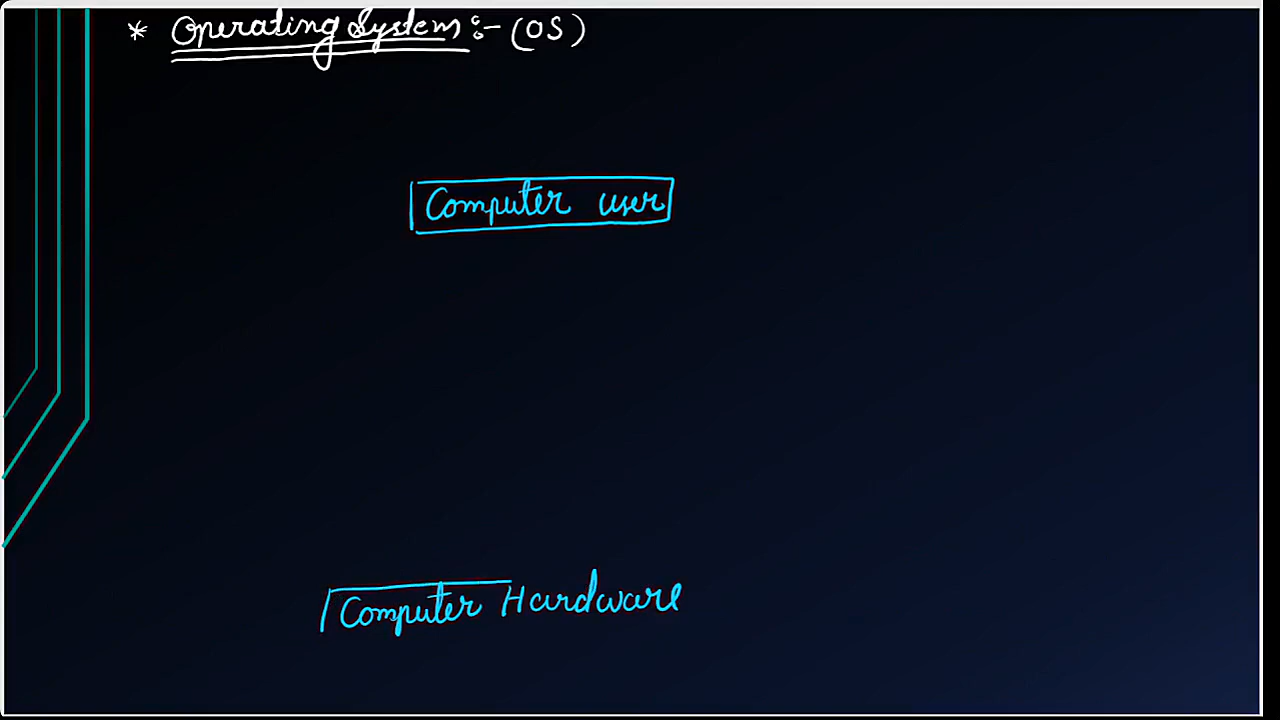 * Operating System :- (OS)
Computer user
Computer Hardware